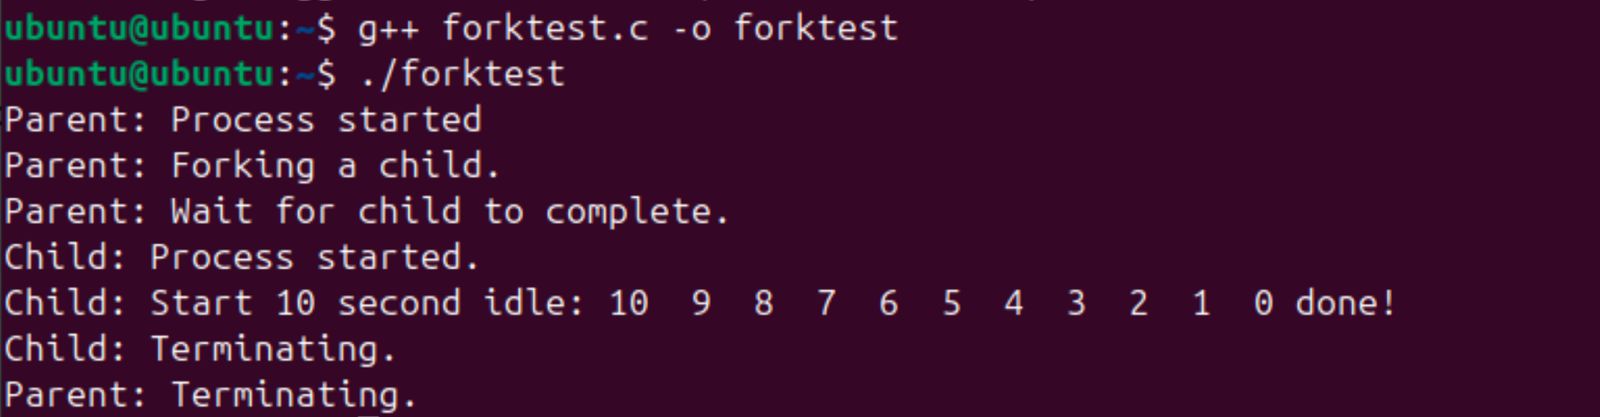 ubuntu@ubuntu:~$ g++ forktest.c -o forktest
ubuntu@ubuntu:~$ ./forktest
Parent: Process started
Parent: Forking a child.
Parent: Wait for child to complete.
Child: Process started.
Child: Start 10 second idle: 10  9  8  7  6  5  4  3  2  1  0 done!
Child: Terminating.
Parent: Terminating.